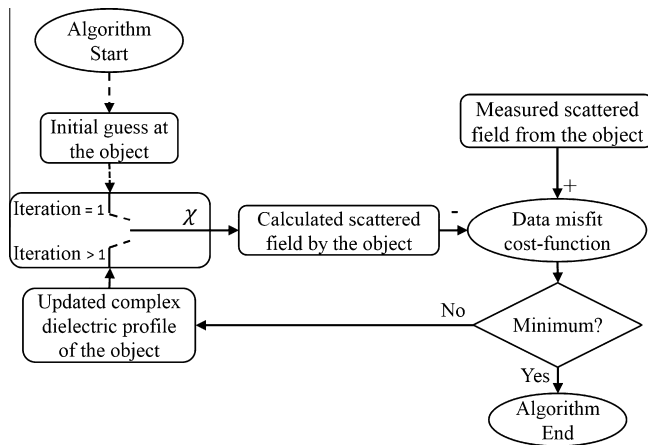 Algorithm
Start
Initial guess at
the object
Measured scattered
field from the object
Iteration = 1
Iteration > 1
χ
Calculated scattered
field by the object
-
+
Data misfit
cost-function
Updated complex
dielectric profile
of the object
No
Minimum?
Yes
Algorithm
End